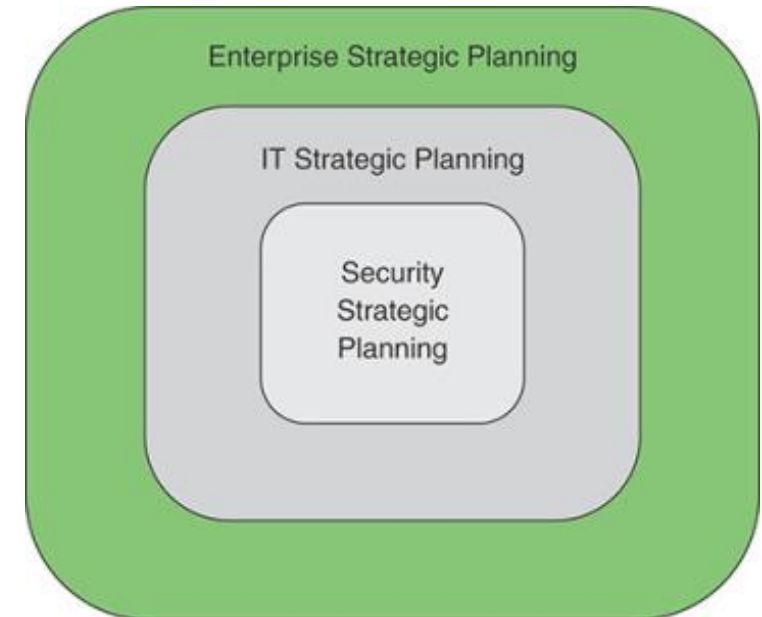 Enterprise Strategic Planning
IT Strategic Planning
Security
Strategic
Planning